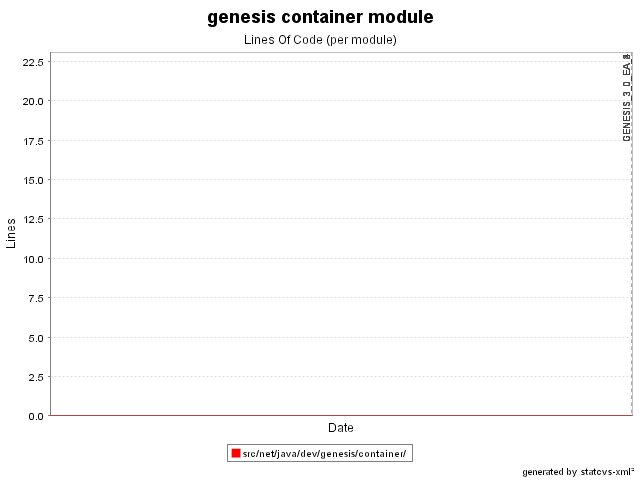 genesis container module
Lines Of Code (per module)
22.5
20.0
17.5
15.0
12.5
10.0
7.5
5.0
2.5
0.0
Lines
GENESIS_3_0_EA
Date
src/net/java/dev/genesis/container/
generated by statcvs-xml²